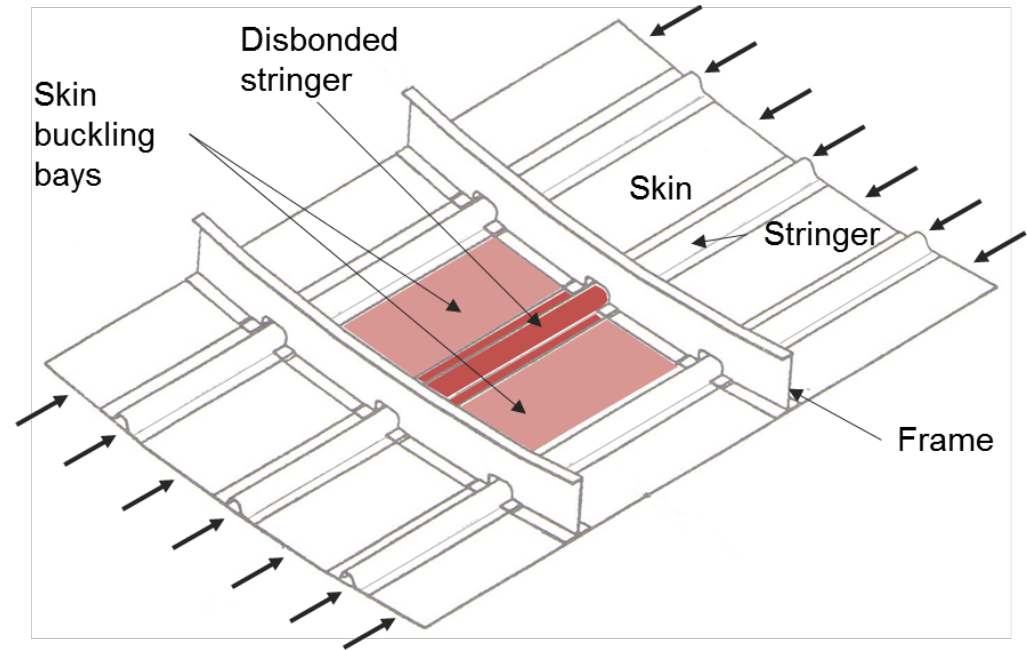 Disbonded
stringer
Skin
buckling
bays
Skin
Stringer
Frame